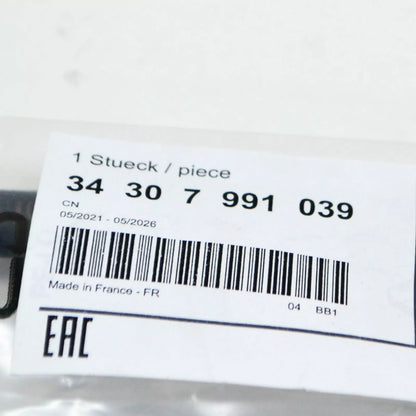 1 Stueck / piece
34 30 7 991 039
CN
05/2021 - 05/2026
Made in France - FR
04 BB1
EAC